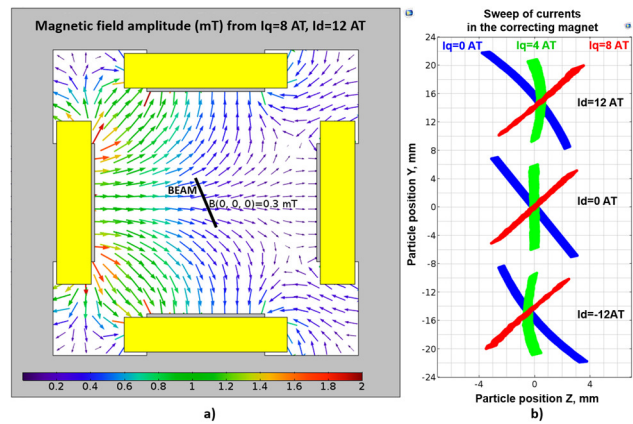 Magnetic field amplitude (mT) from Iq=8 AT, Id=12 AT
BEAM
B(0, 0, 0)=0.3 mT
0.2 0.4 0.6 0.8 1 1.2 1.4 1.6 1.8 2
a)
Sweep of currents
in the correcting magnet
Iq=0 AT Iq=4 AT Iq=8 AT
Id=12 AT
Id=0 AT
Id=-12AT
Particle position Y, mm
24
20
16
12
8
4
0
-4
-8
-12
-16
-20
-24
-4 0 4
Particle position Z, mm
b)